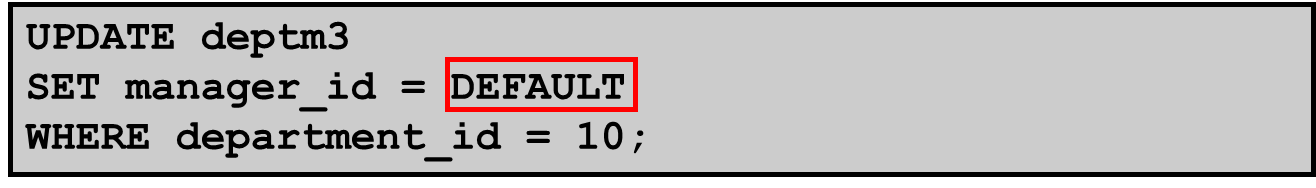 UPDATE deptm3
SET manager_id = DEFAULT
WHERE department_id = 10;